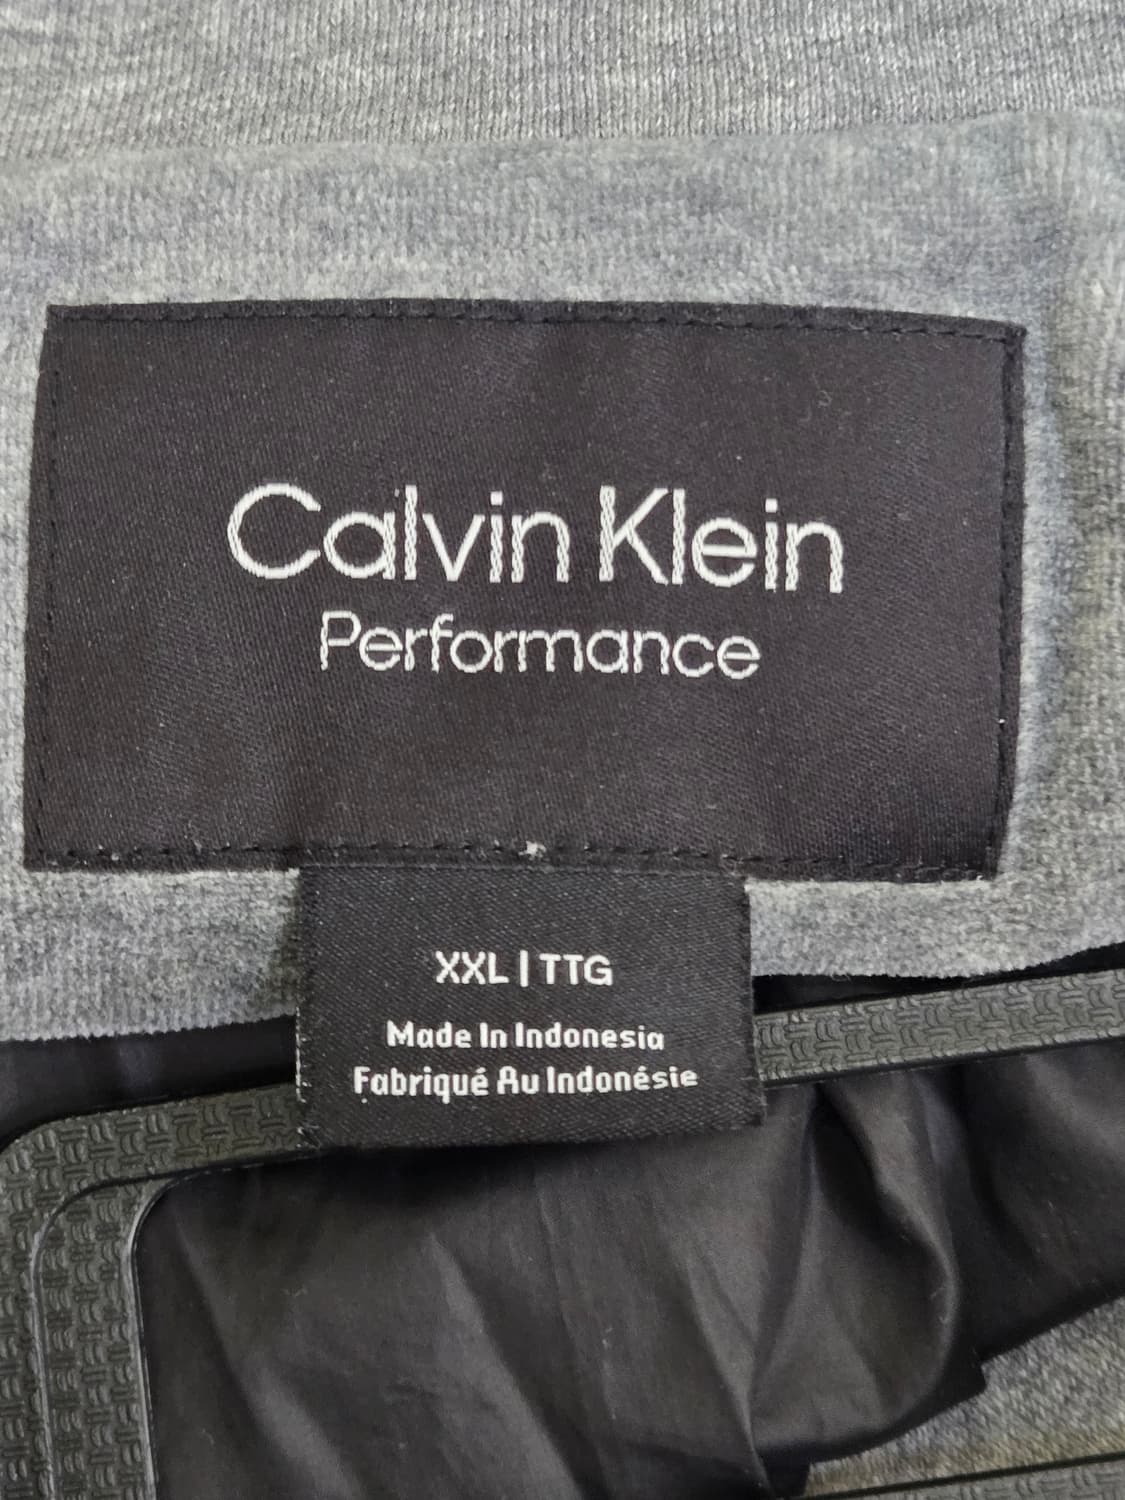 Calvin Klein
Performance
XXL | TTG
Made In Indonesia
Fabriqué Au Indonésie